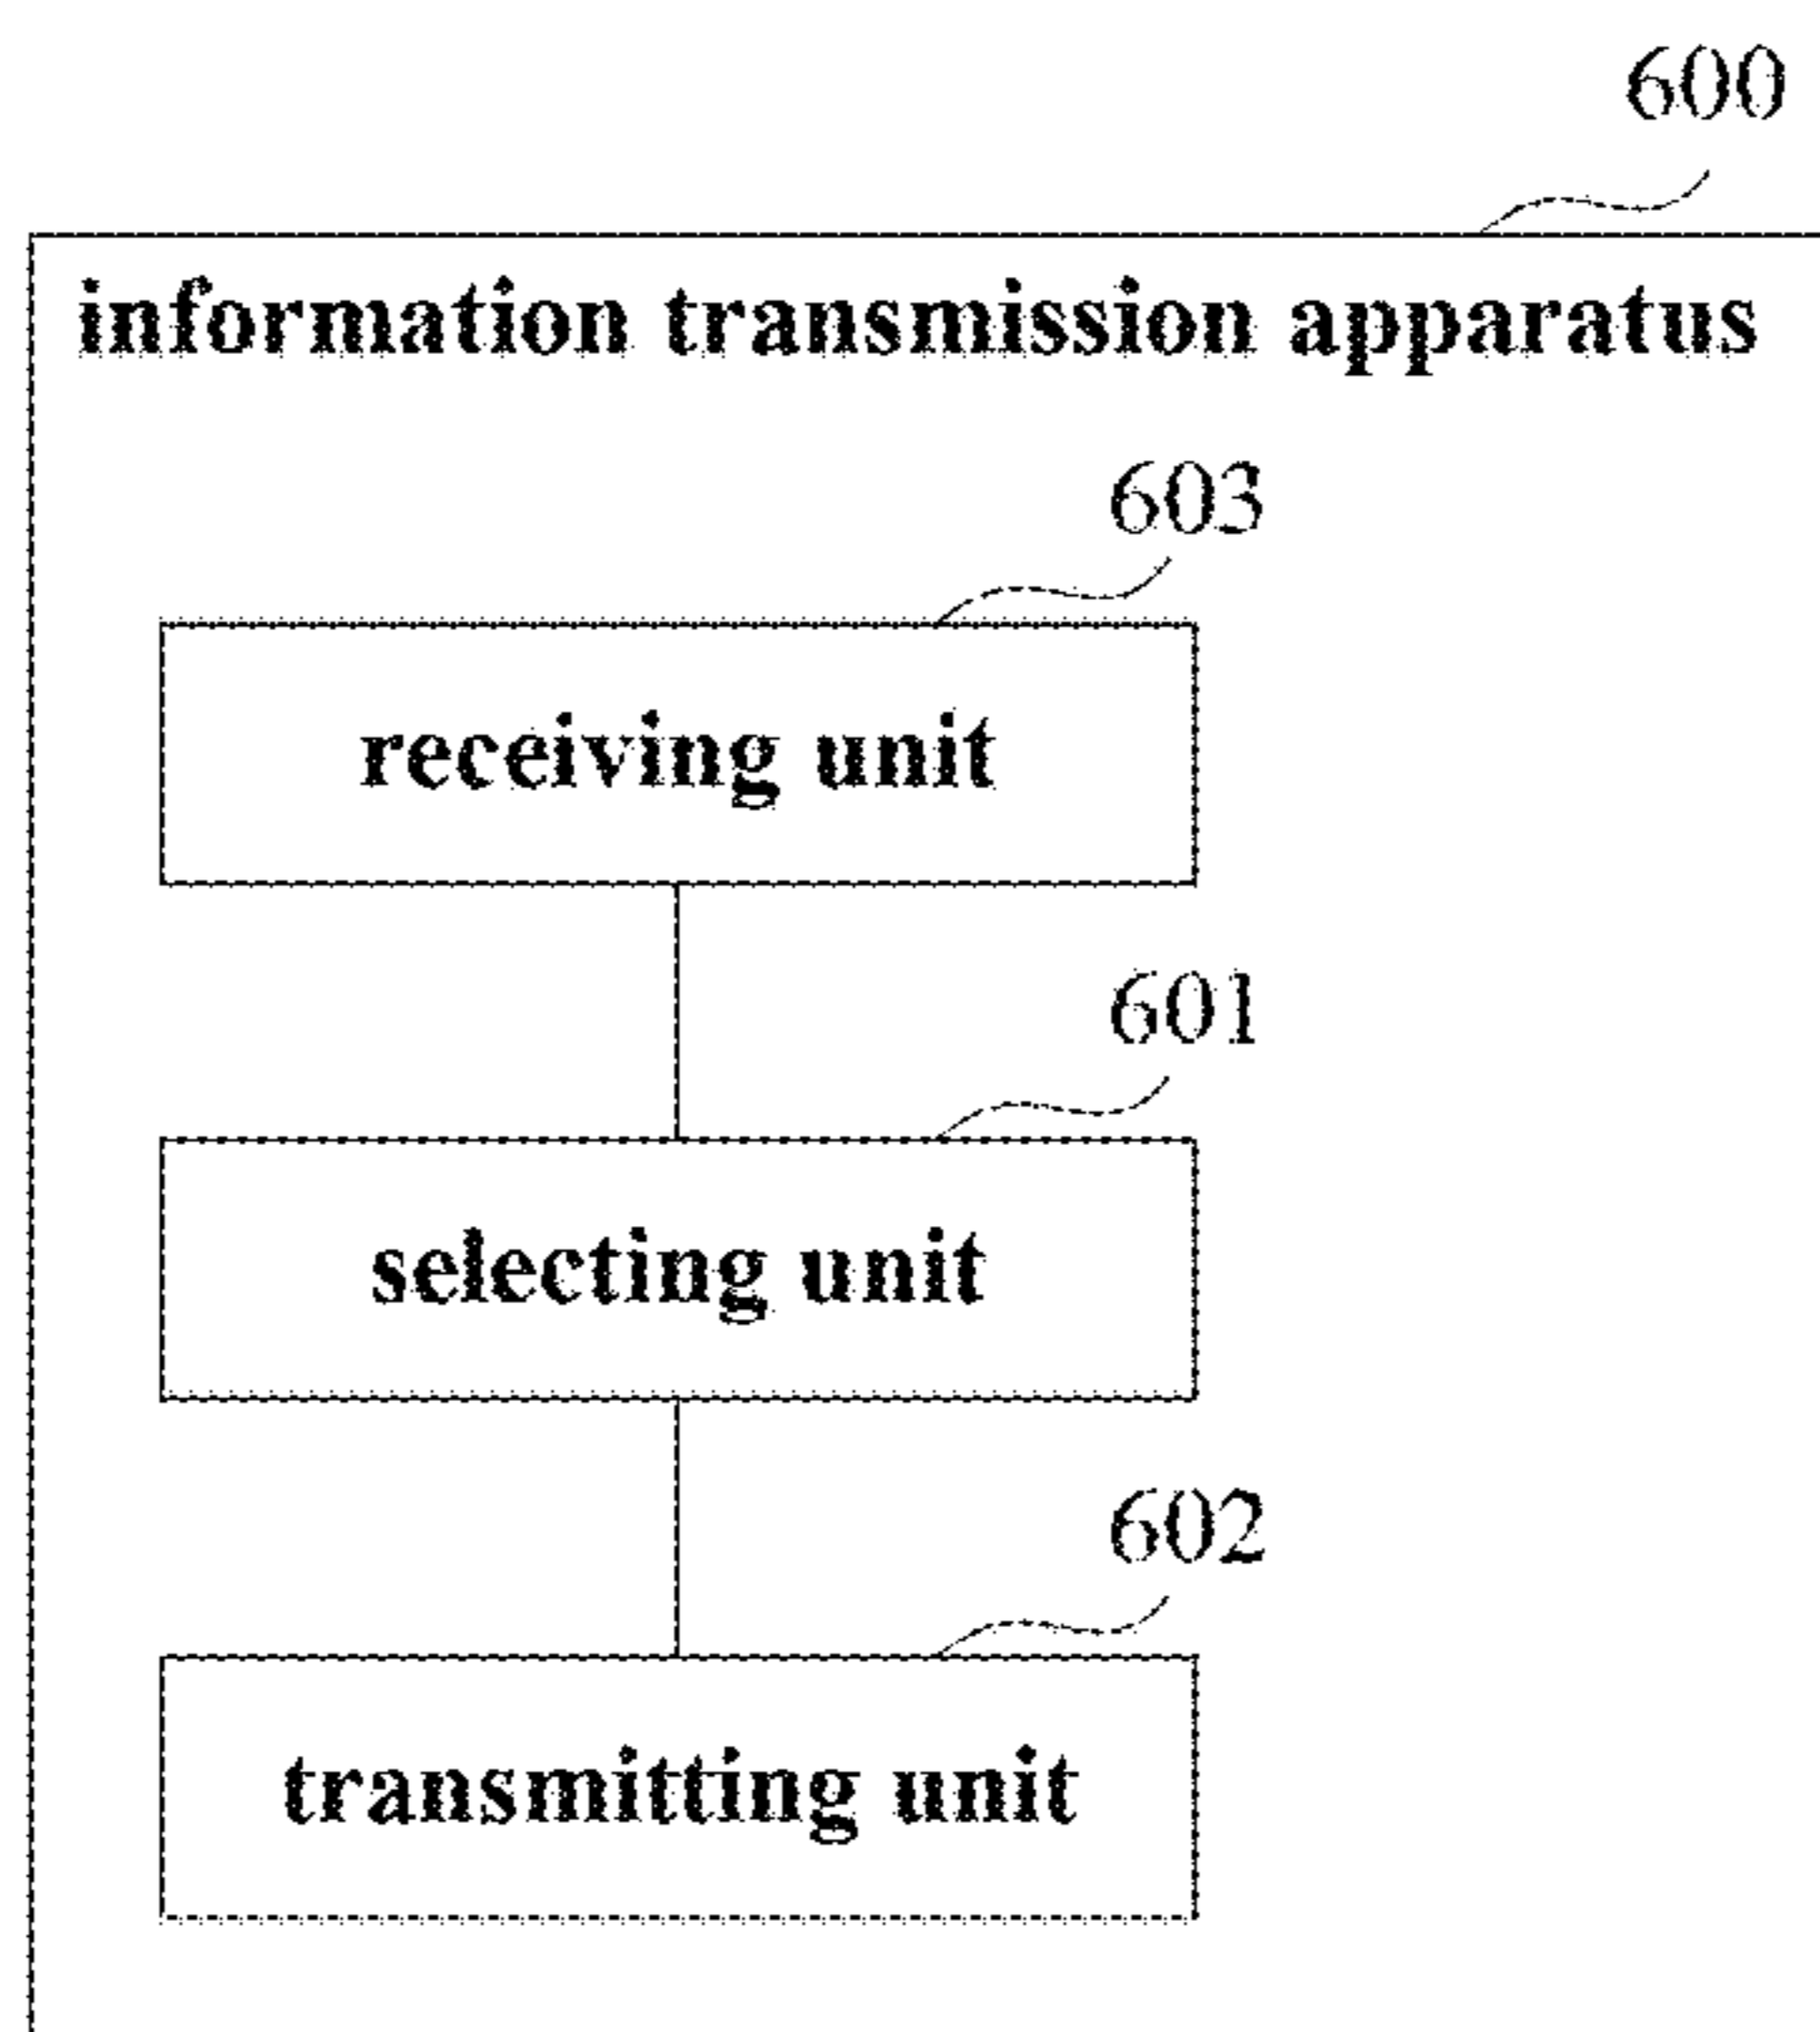 600
information transmission apparatus
603
receiving unit
601
selecting unit
602
transmitting unit